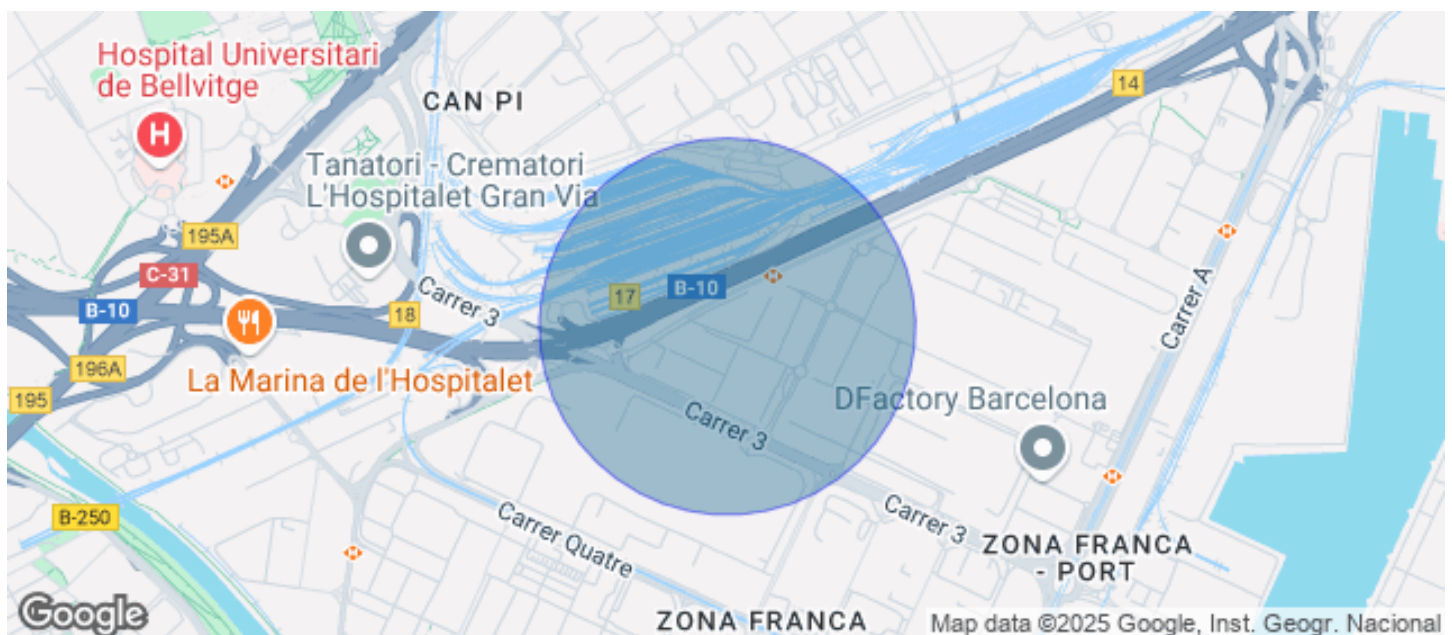 Hospital Universitari
de Bellvitge
H
CAN PI
14
Tanatori - Crematori
L'Hospitalet Gran Via
195A
C-31
B-10
Carrer 3
18
17
B-10
Carrer A
196A
195
La Marina de l'Hospitalet
DFactory Barcelona
Carrer 3
B-250
Carrer Quatre
Carrer 3
ZONA FRANCA
- PORT
Google
ZONA FRANCA
Map data ©2025 Google, Inst. Geogr. Nacional